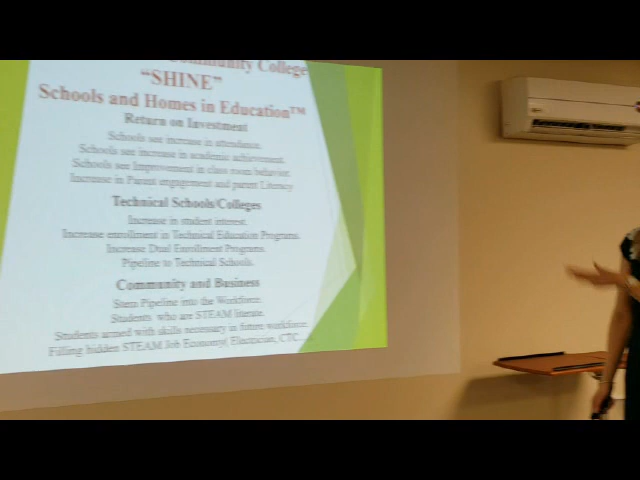 Community College
“SHINE”
Schools and Homes in Education™
Return on Investment
Schools see increase in attendance.
Schools see increase in academic achievement.
Schools see Improvement in class room behavior.
Increase in Parent engagement and parent Literacy
Technical Schools/Colleges
Increase in student interest.
Increase enrollment in Technical Education Programs.
Increase Dual Enrollment Programs.
Pipeline to Technical Schools.
Community and Business
Stem Pipeline into the Workforce.
Students who are STEAM literate.
Students armed with skills necessary in future workforce.
Filling hidden STEAM Job Economy( Electrician, CTC....